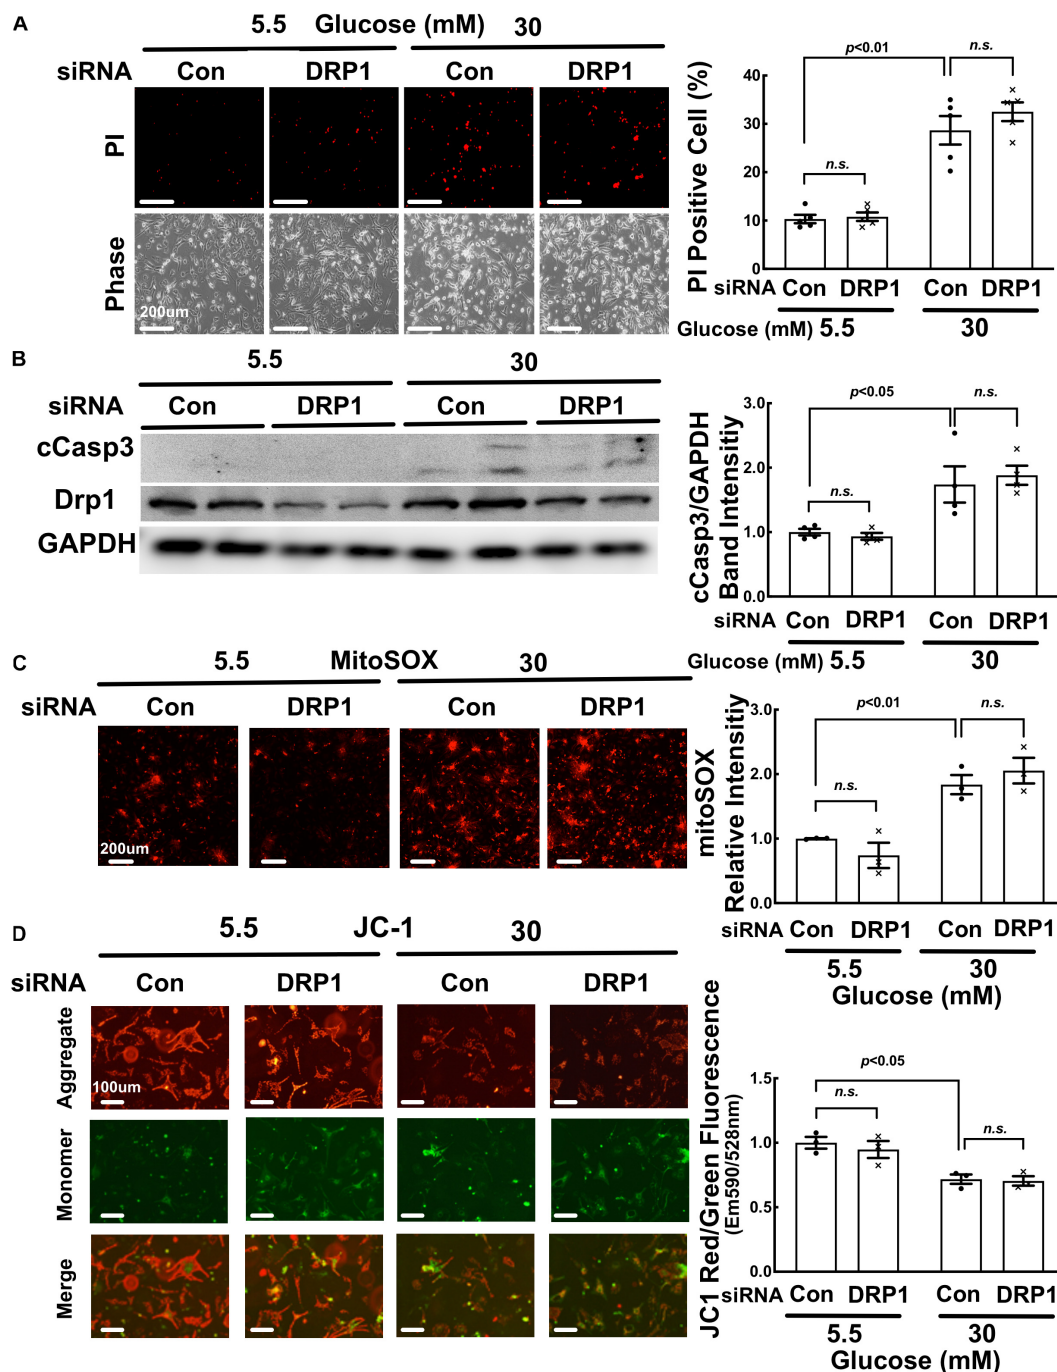 A
5.5 Glucose (mM) 30
siRNA Con DRP1 Con DRP1
PI
Phase
200um
PI Positive Cell (%)
40
30
20
10
0
p<0.01
n.s.
n.s.
siRNA Con DRP1 Con DRP1
Glucose (mM) 5.5 30
B
5.5 30
siRNA Con DRP1 Con DRP1
cCasp3
Drp1
GAPDH
cCasp3/GAPDH
Band Intensitiy
3.0
2.0
1.0
0.0
p<0.05
n.s.
n.s.
siRNA Con DRP1 Con DRP1
Glucose (mM) 5.5 30
C
5.5 MitoSOX 30
siRNA Con DRP1 Con DRP1
200um
mitoSOX
Relative Intensitiy
3.0
2.0
1.0
0.0
p<0.01
n.s.
n.s.
siRNA Con DRP1 Con DRP1
5.5 30
Glucose (mM)
D
5.5 JC-1 30
siRNA Con DRP1 Con DRP1
Aggregate
100um
Monomer
Merge
JC1 Red/Green Fluorescence
(Em590/528nm)
1.5
1.0
0.5
0.0
p<0.05
n.s.
n.s.
siRNA Con DRP1 Con DRP1
5.5 30
Glucose (mM)